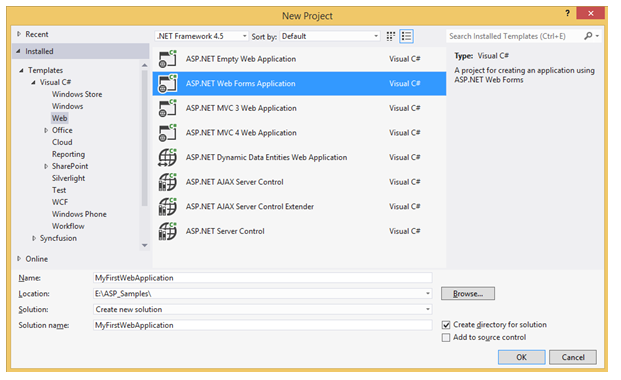 New Project
?
Recent
.NET Framework 4.5
Sort by: Default
Search Installed Templates (Ctrl+E)
Installed
Templates
Visual C#
Windows Store
Windows
Web
Office
Cloud
Reporting
SharePoint
Silverlight
Test
WCF
Windows Phone
Workflow
Syncfusion
Online
ASP.NET Empty Web Application Visual C#
ASP.NET Web Forms Application Visual C#
ASP.NET MVC 3 Web Application Visual C#
ASP.NET MVC 4 Web Application Visual C#
ASP.NET Dynamic Data Entities Web Application Visual C#
ASP.NET AJAX Server Control Visual C#
ASP.NET AJAX Server Control Extender Visual C#
ASP.NET Server Control Visual C#
Type: Visual C#
A project for creating an application using
ASP.NET Web Forms
Name: MyFirstWebApplication
Location: E:\ASP_Samples\
Browse...
Solution: Create new solution
Solution name: MyFirstWebApplication
Create directory for solution
Add to source control
OK
Cancel